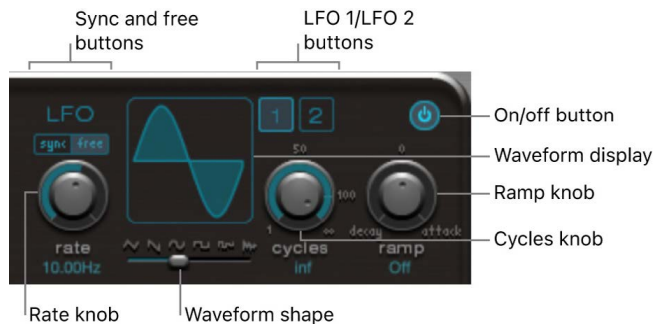 Sync and free
buttons
LFO 1/LFO 2
buttons
LFO
1 2
On/off button
sync free
50
0
Waveform display
100
Ramp knob
1
∞
decay
attack
Cycles knob
rate
cycles
ramp
10.00Hz
inf
Off
Rate knob
Waveform shape